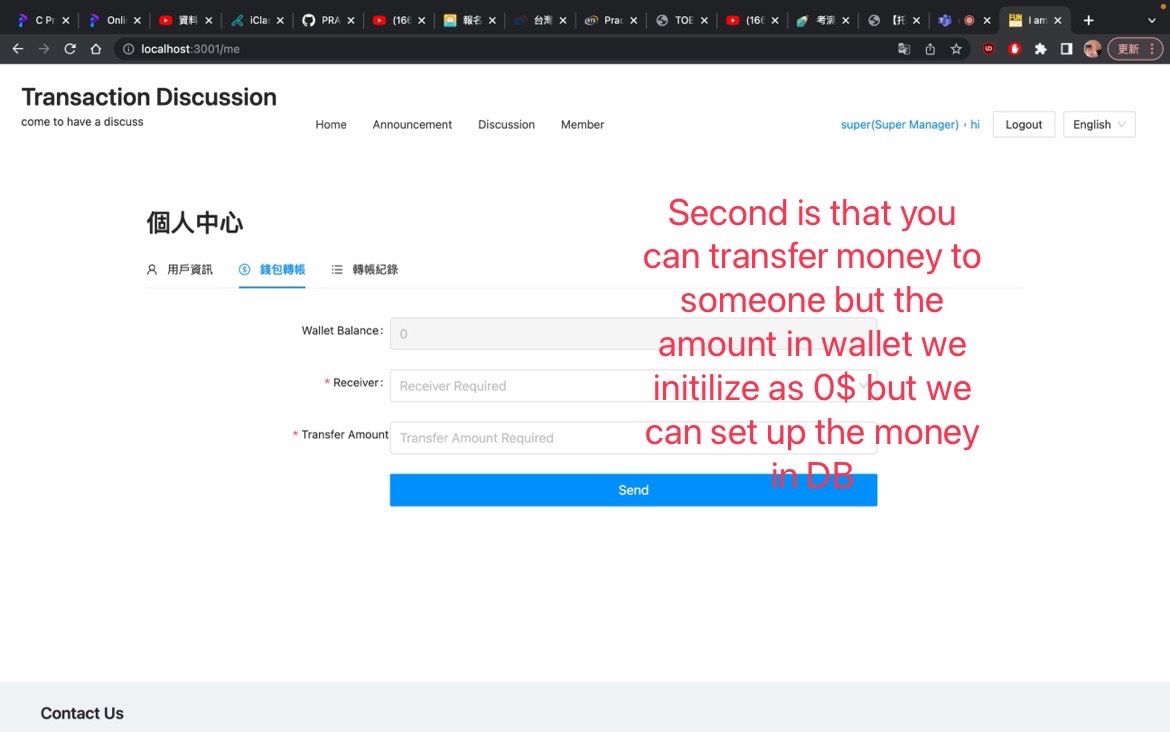 C Pr
Onli
資料
iClas
PRA
(166
報名
台灣
Prac
TOE
(166
考滿
【托
I am
localhost:3001/me
更新
Transaction Discussion
come to have a discuss
Home
Announcement
Discussion
Member
super(Super Manager)，hi
Logout
English
個人中心
用戶資訊
錢包轉帳
轉帳紀錄
Wallet Balance:
0
* Receiver:
Receiver Required
* Transfer Amount
Transfer Amount Required
Send
Second is that you
can transfer money to
someone but the
amount in wallet we
initilize as 0$ but we
can set up the money
in DB
Contact Us